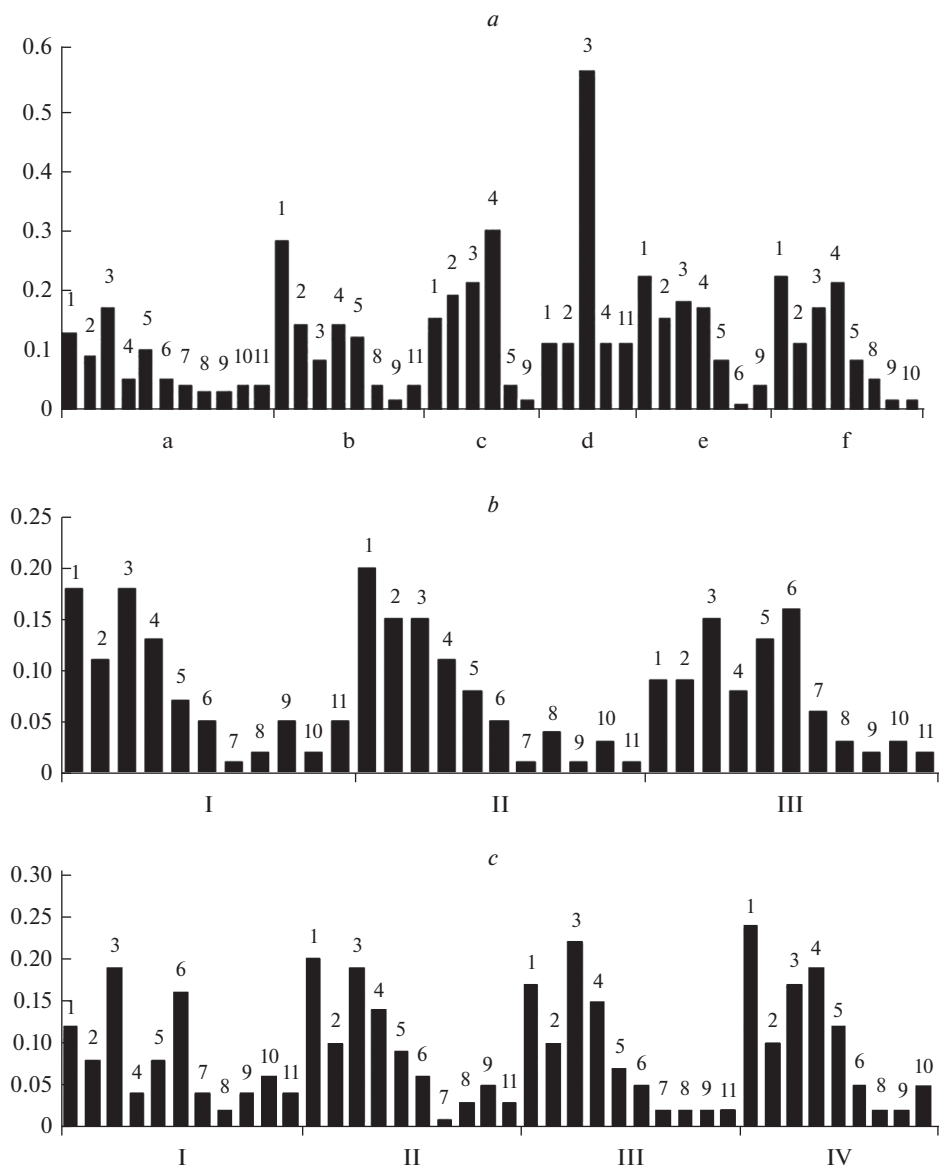 a
0.6
0.5
0.4
0.3
0.2
0.1
0
1 2 3 4 5 6 7 8 9 10 11
1 2 3 4 5 8 9 11
1 2 3 4 5 9
1 2 3 4 11
1 2 3 4 5 6 9
1 2 3 4 5 8 9 10
a b c d e f
b
0.25
0.20
0.15
0.10
0.05
0
1 2 3 4 5 6 7 8 9 10 11
1 2 3 4 5 6 7 8 9 10 11
1 2 3 4 5 6 7 8 9 10 11
I II III
c
0.30
0.25
0.20
0.15
0.10
0.05
0
1 2 3 4 5 6 7 8 9 10 11
1 2 3 4 5 6 7 8 9 11
1 2 3 4 5 6 7 8 9 11
1 2 3 4 5 6 8 9 10
I II III IV